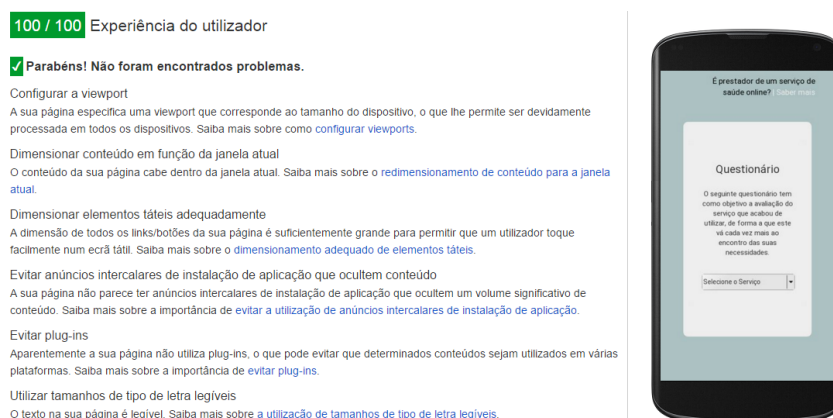 100 / 100 Experiência do utilizador
Parabéns! Não foram encontrados problemas.
Configurar a viewport
A sua página especifica uma viewport que corresponde ao tamanho do dispositivo, o que lhe permite ser devidamente
processada em todos os dispositivos. Saiba mais sobre como configurar viewports.
Dimensionar conteúdo em função da janela atual
O conteúdo da sua página cabe dentro da janela atual. Saiba mais sobre o redimensionamento de conteúdo para a janela
atual.
Dimensionar elementos táteis adequadamente
A dimensão de todos os links/botões da sua página é suficientemente grande para permitir que um utilizador toque
facilmente num ecrã tátil. Saiba mais sobre o dimensionamento adequado de elementos táteis.
Evitar anúncios intercalares de instalação de aplicação que ocultem conteúdo
A sua página não parece ter anúncios intercalares de instalação de aplicação que ocultem um volume significativo de
conteúdo. Saiba mais sobre a importância de evitar a utilização de anúncios intercalares de instalação de aplicação.
Evitar plug-ins
Aparentemente a sua página não utiliza plug-ins, o que pode evitar que determinados conteúdos sejam utilizados em várias
plataformas. Saiba mais sobre a importância de evitar plug-ins.
Utilizar tamanhos de tipo de letra legíveis
O texto na sua página é legível. Saiba mais sobre a utilização de tamanhos de tipo de letra legíveis.
É prestador de um serviço de
saúde online? | Saber mais
Questionário
O seguinte questionário tem
como objetivo a avaliação do
serviço que acabou de
utilizar, de forma a que este
vá cada vez mais ao
encontro das suas
necessidades.
Selecione o Serviço